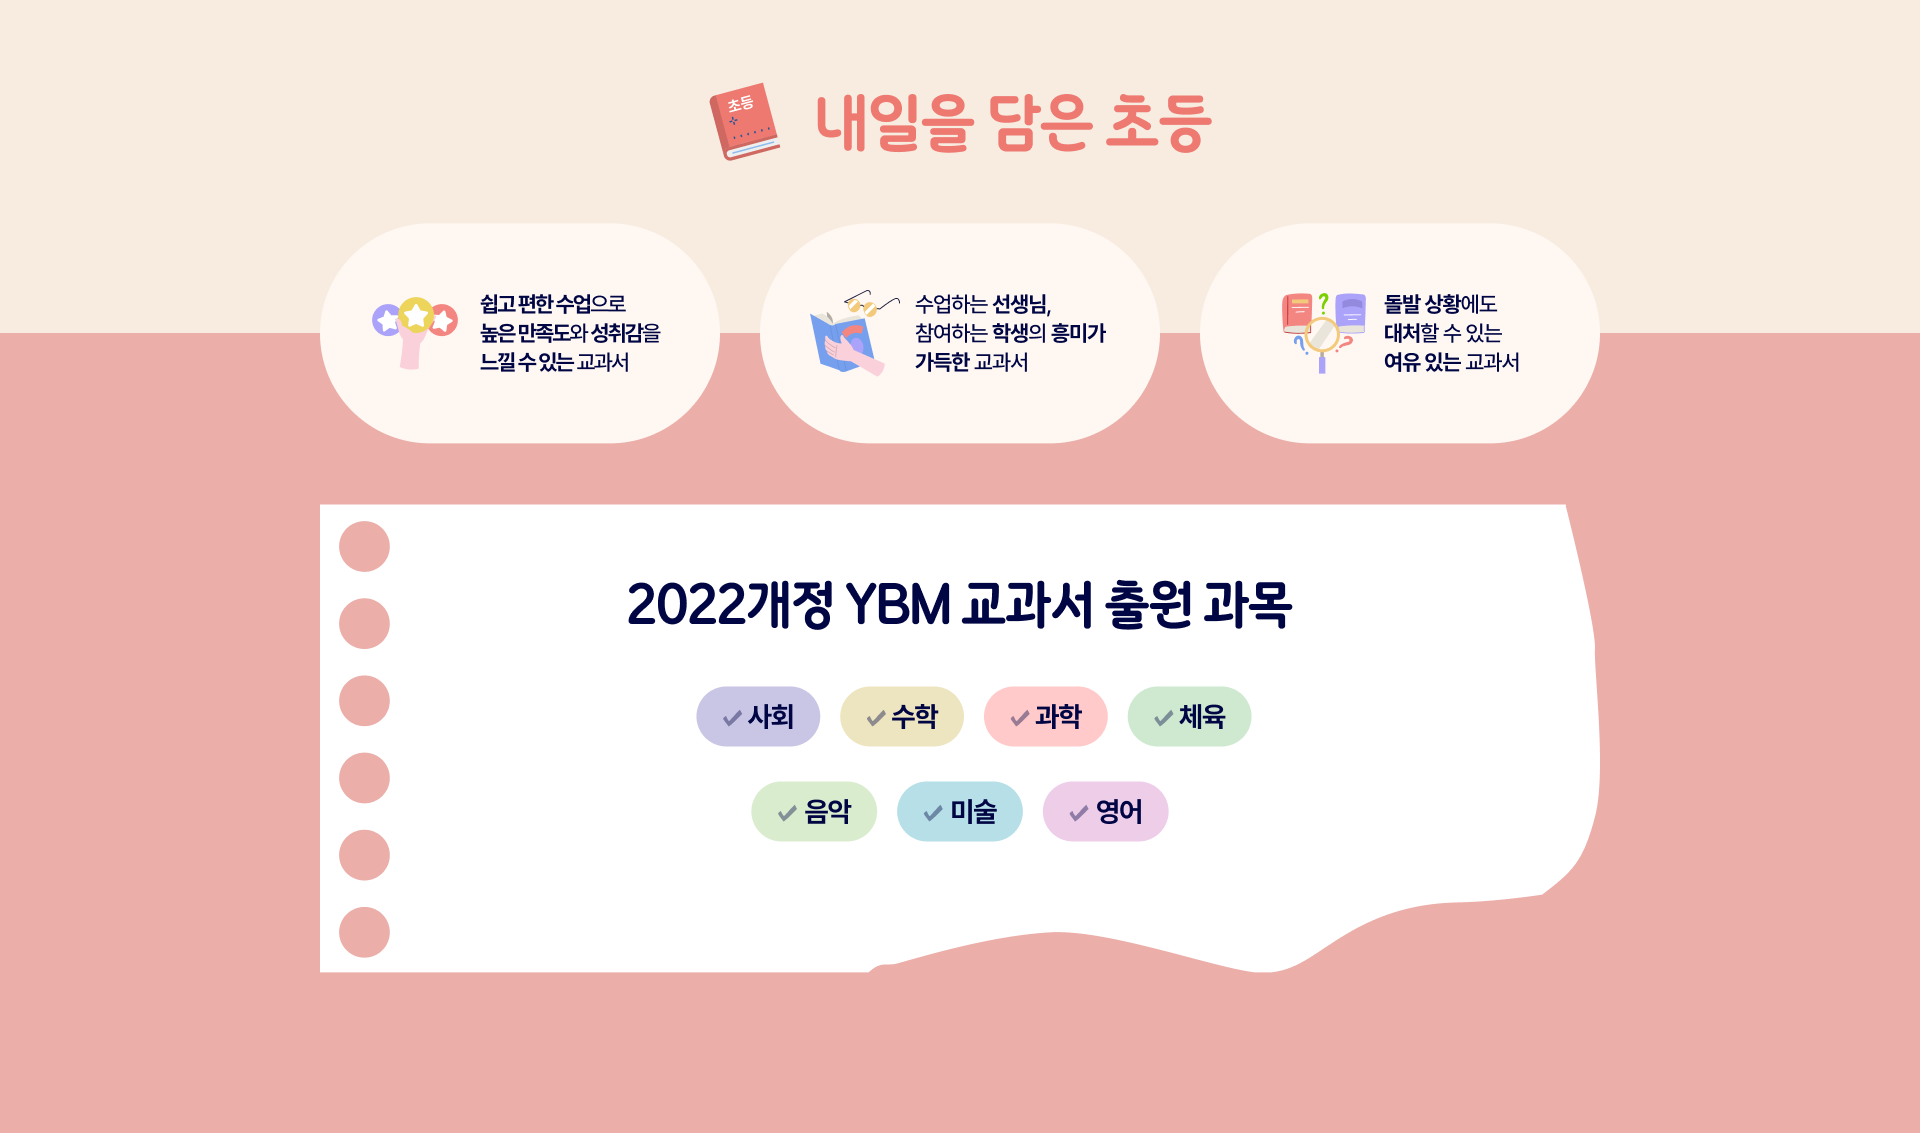 초등
내일을 담은 초등
쉽고 편한 수업으로
높은 만족도와 성취감을
느낄 수 있는 교과서
수업하는 선생님,
참여하는 학생의 흥미가
가득한 교과서
돌발 상황에도
대처할 수 있는
여유 있는 교과서
2022개정 YBM 교과서 출원 과목
사회
수학
과학
체육
음악
미술
영어